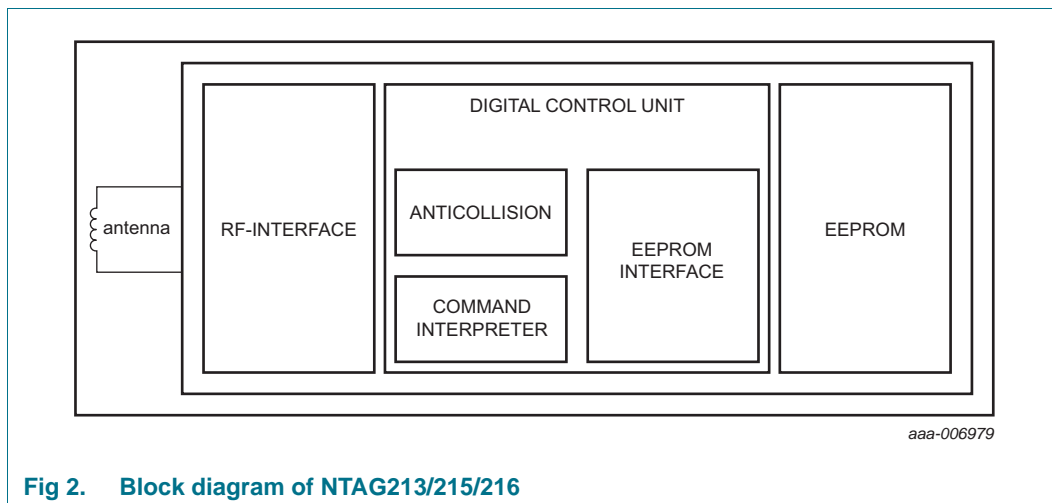 DIGITAL CONTROL UNIT
antenna
RF-INTERFACE
ANTICOLLISION
COMMAND
INTERPRETER
EEPROM
INTERFACE
EEPROM
aaa-006979
Fig 2. Block diagram of NTAG213/215/216